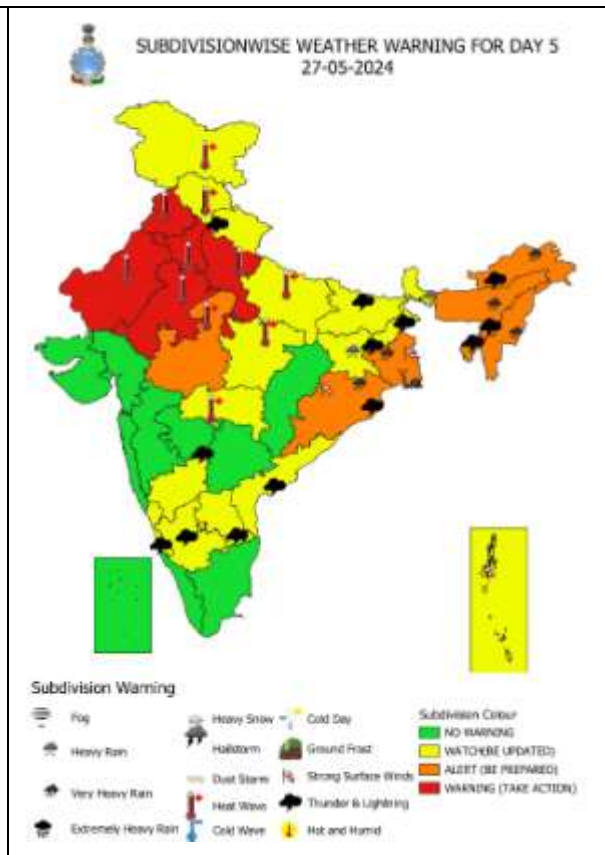 SUBDIVISIONWISE WEATHER WARNING FOR DAY 5
27-05-2024
Subdivision Warning
Fog
Heavy Rain
Very Heavy Rain
Extremely Heavy Rain
Heavy Snow
Hailstorm
Dust Storm
Heat Wave
Cold Wave
Cold Day
Ground Frost
Strong Surface Winds
Thunder & Lightning
Hot and Humid
Subdivision Colour
NO WARNING
WATCH(BE UPDATED)
ALERT (BE PREPARED)
WARNING (TAKE ACTION)